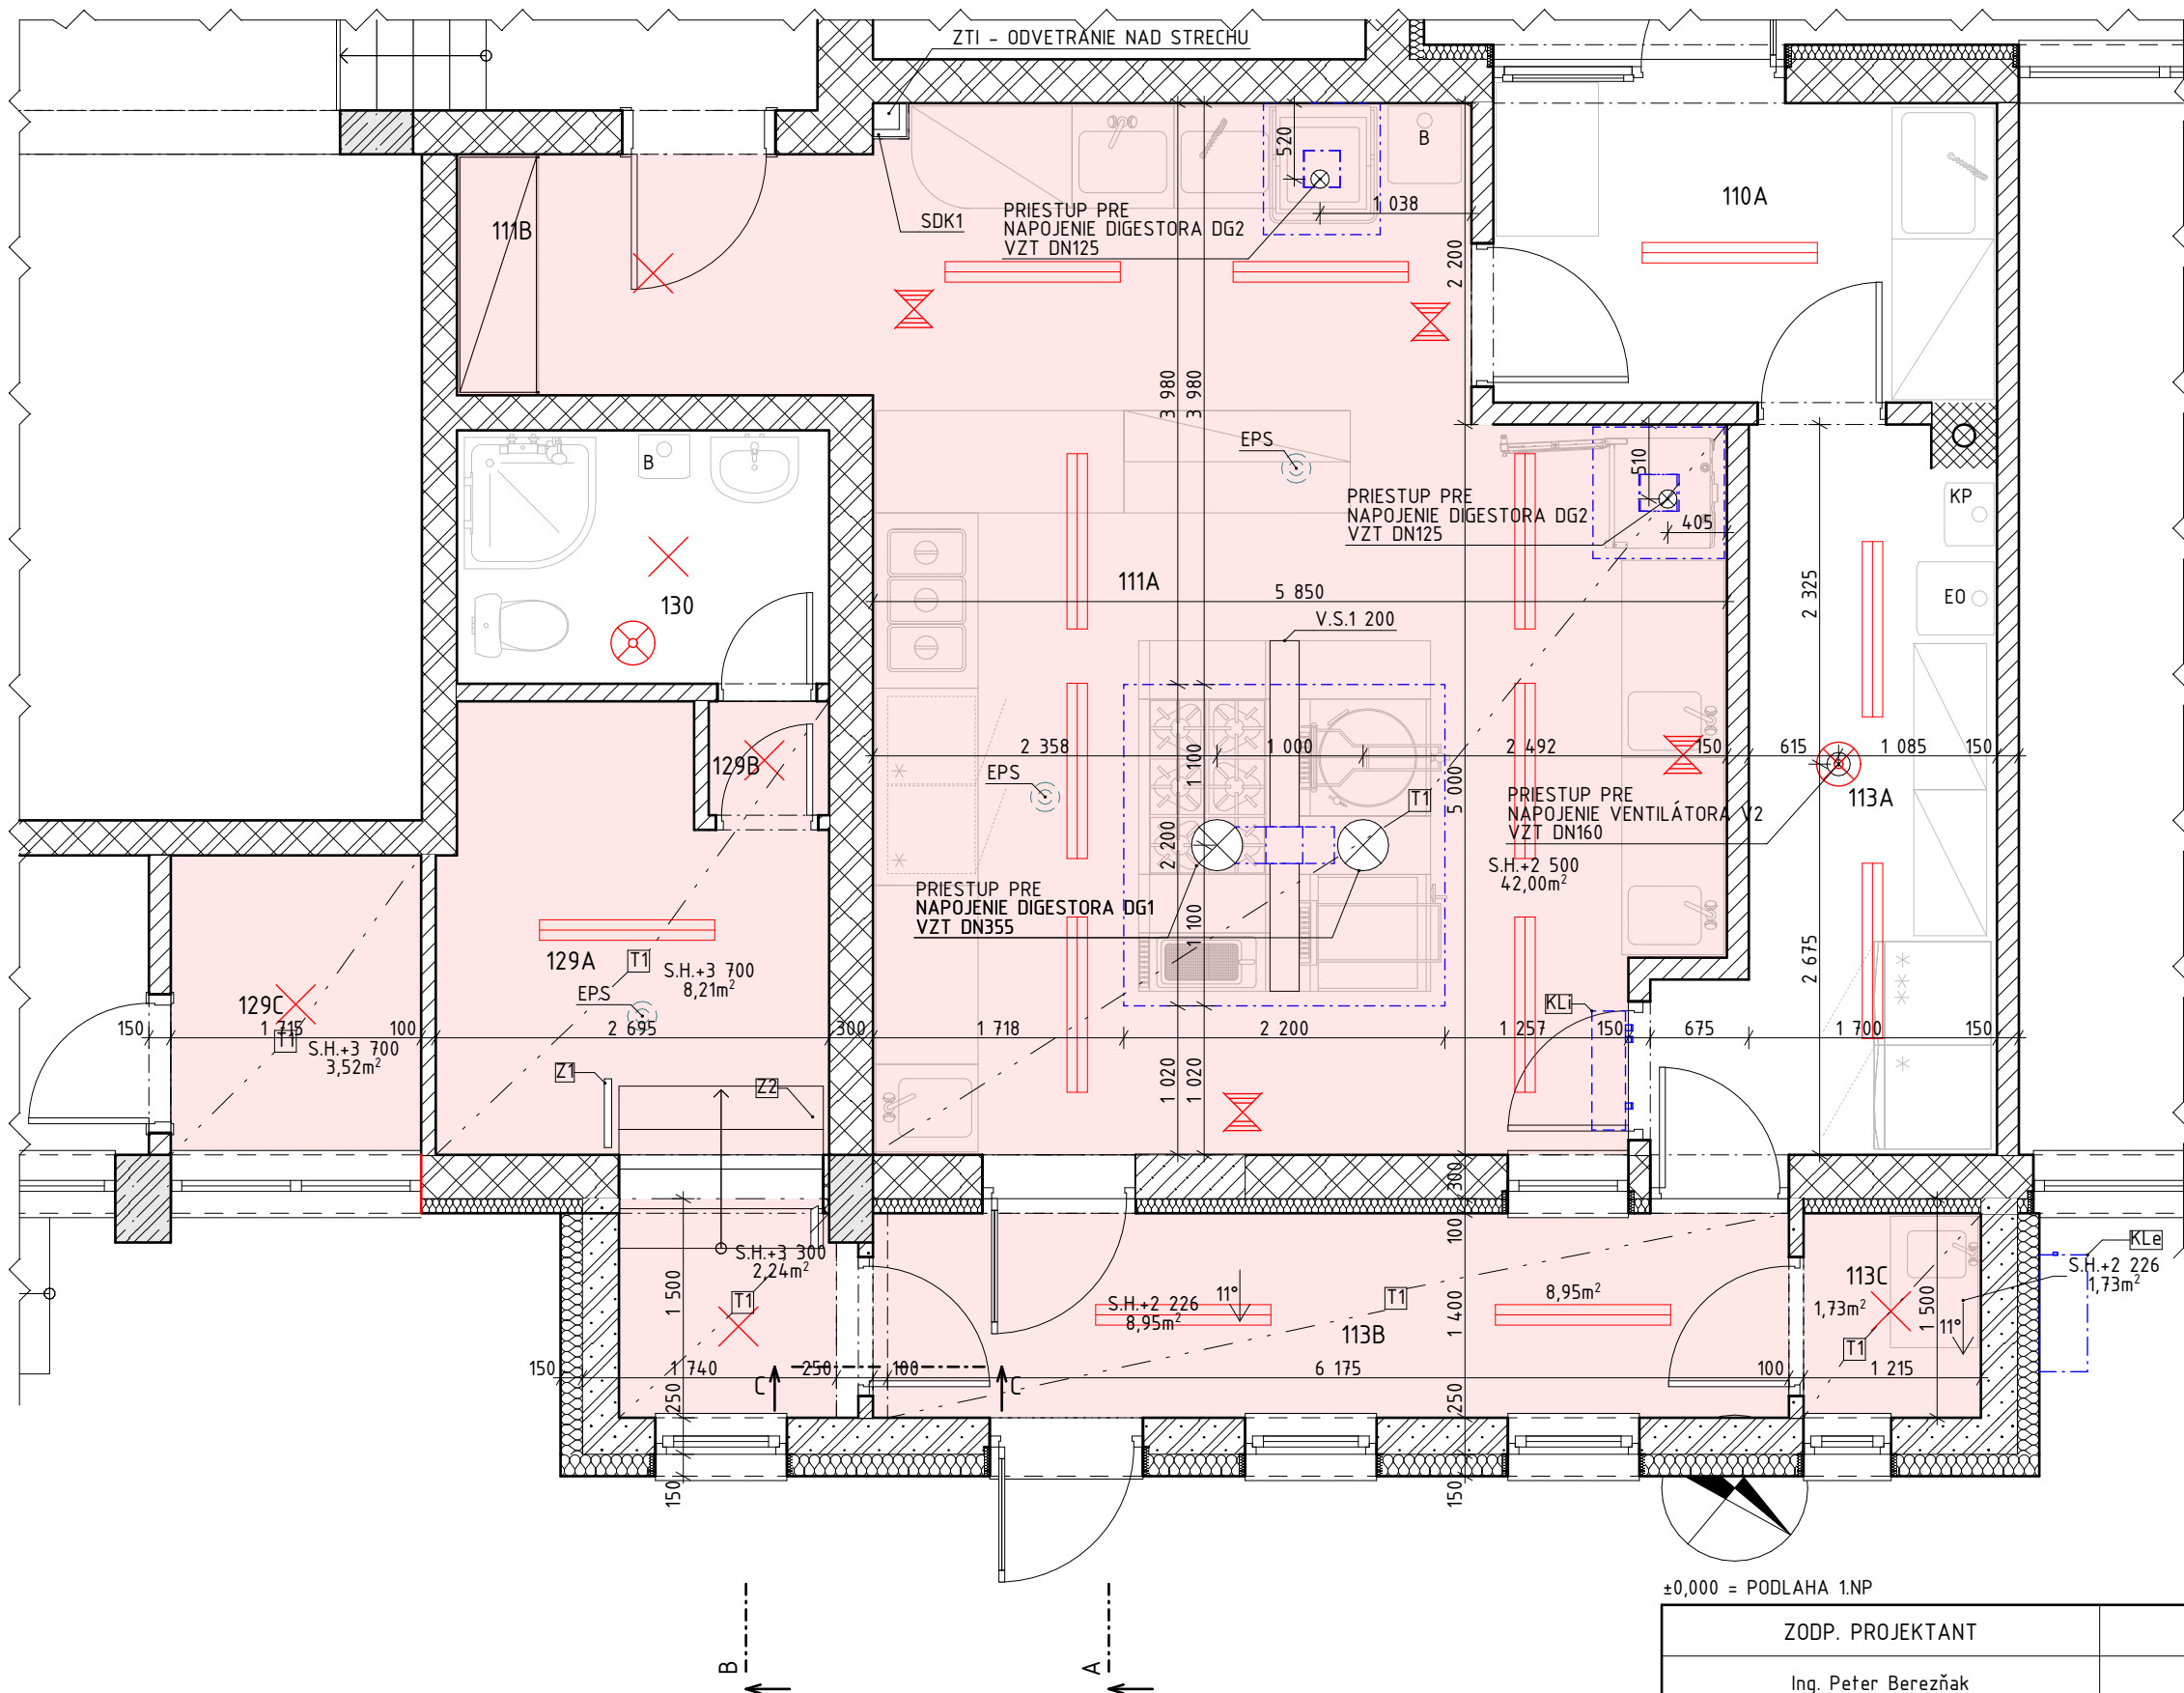 ZTI - ODVETRANIE NAD STRECHU
520
B
110A
111B
SDK1
PRIESTUP PRE
NAPOJENIE DIGESTORA DG2
VZT DN125
1 038
2 200
3 980
3 980
EPS
B
510
KP
PRIESTUP PRE
NAPOJENIE DIGESTORA DG2
VZT DN125
405
111A
5 850
2 325
EO
130
V.S.1 200
129B
EPS
2 358
1 100
1 000
2 492
150
615
1 085
150
T1
5 000
PRIESTUP PRE
NAPOJENIE VENTILÁTORA V2
VZT DN160
113A
2 200
S.H.+2 500
42,00m²
PRIESTUP PRE
NAPOJENIE DIGESTORA DG1
VZT DN355
1 100
129A
T1
S.H.+3 700
8,21m²
EPS
2 675
129C
KLi
150
1 715
100
2 695
300
1 718
2 200
1 257
150
675
1 700
150
T1
S.H.+3 700
3,52m²
Z1
Z2
1 020
1 020
300
100
S.H.+3 300
2,24m²
T1
1 500
S.H.+2 226
8,95m²
11°
T1
8,95m²
1 400
113B
113C
1,73m²
T1
1 500
11°
KLe
S.H.+2 226
1,73m²
150
1 740
250
100
6 175
100
1 215
C
C
250
250
150
150
±0,000 = PODLAHA 1.NP
ZODP. PROJEKTANT
B
A
Ing. Peter Berezňak